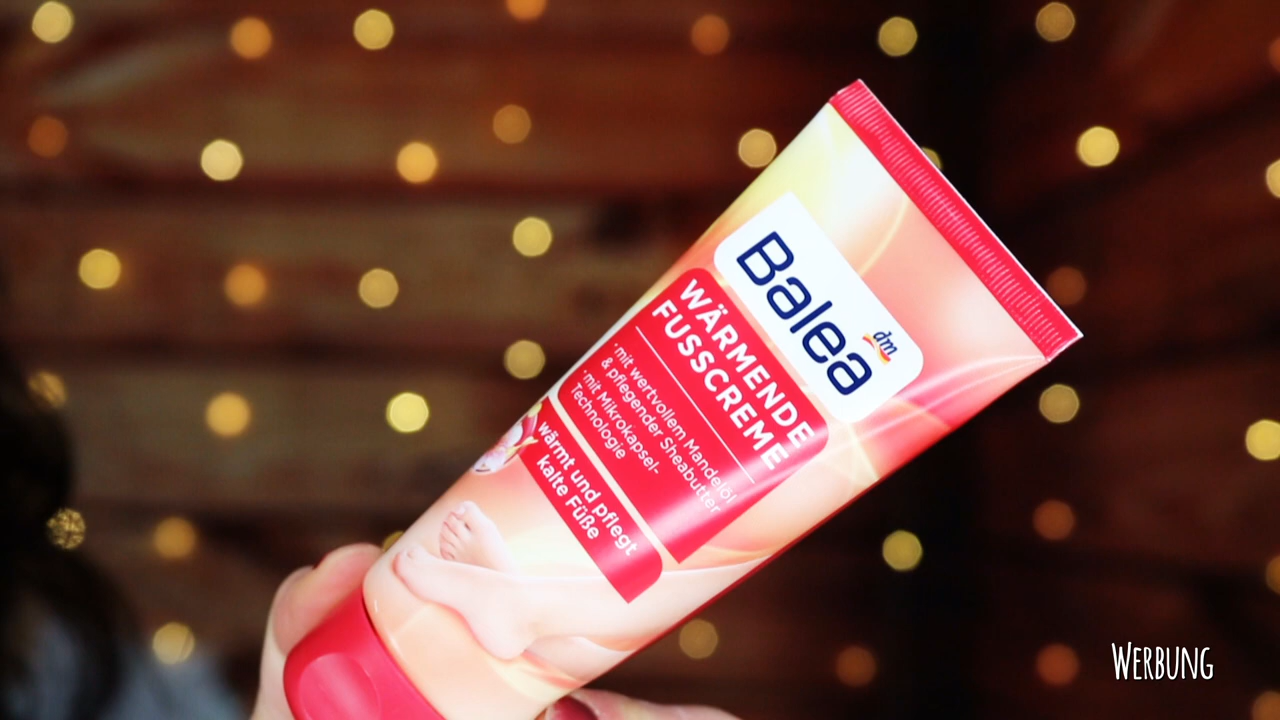 Balea
dm
WÄRMENDE
FUSSCREME
• mit wertvollem Mandelöl
& pflegender Sheabutter
• mit Mikrokapsel-
Technologie
wärmt und pflegt
kalte Füße
WERBUNG